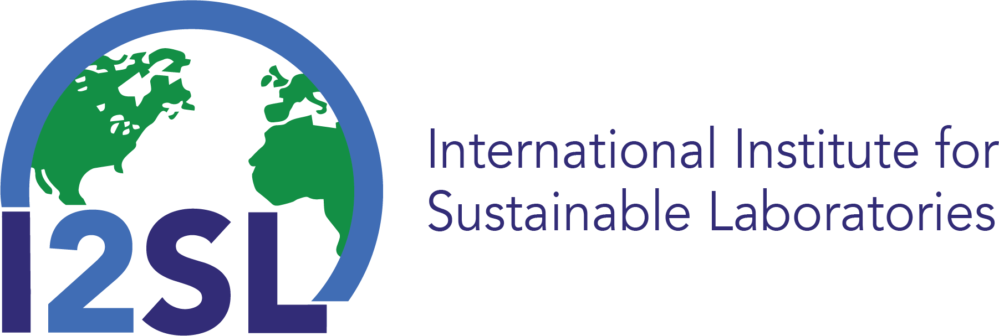 I2SL
International Institute for
Sustainable Laboratories